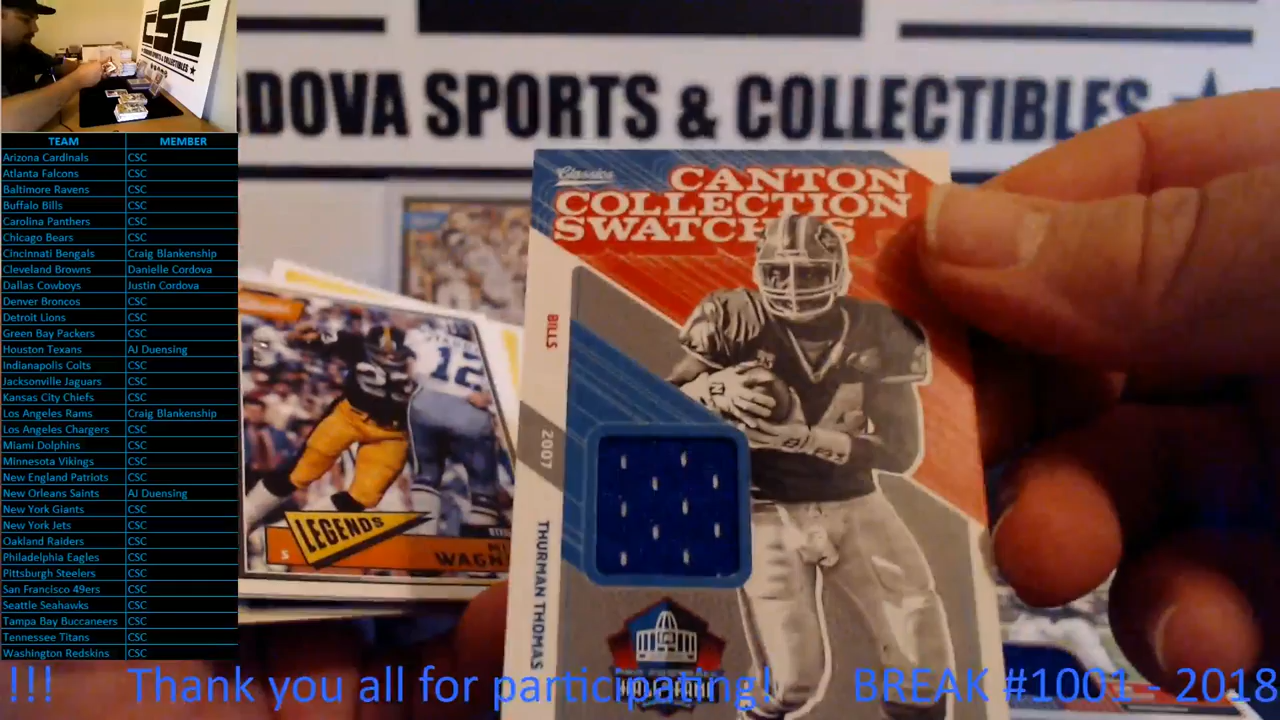 CSC
TEAM MEMBER
Arizona Cardinals CSC
Atlanta Falcons CSC
Baltimore Ravens CSC
Buffalo Bills CSC
Carolina Panthers CSC
Chicago Bears CSC
Cincinnati Bengals Craig Blankenship
Cleveland Browns Danielle Cordova
Dallas Cowboys Justin Cordova
Denver Broncos CSC
Detroit Lions CSC
Green Bay Packers CSC
Houston Texans AJ Duensing
Indianapolis Colts CSC
Jacksonville Jaguars CSC
Kansas City Chiefs CSC
Los Angeles Rams Craig Blankenship
Los Angeles Chargers CSC
Miami Dolphins CSC
Minnesota Vikings CSC
New England Patriots CSC
New Orleans Saints AJ Duensing
New York Giants CSC
New York Jets CSC
Oakland Raiders CSC
Philadelphia Eagles CSC
Pittsburgh Steelers CSC
San Francisco 49ers CSC
Seattle Seahawks CSC
Tampa Bay Buccaneers CSC
Tennessee Titans CSC
Washington Redskins CSC
RDOVA SPORTS & COLLECTIBLES
Classics
CANTON
COLLECTION
SWATCHES
BILLS
2007
THURMAN THOMAS
12
LEGENDS
S
WAGN
!!! Thank you all for participating! BREAK #1001 - 2018